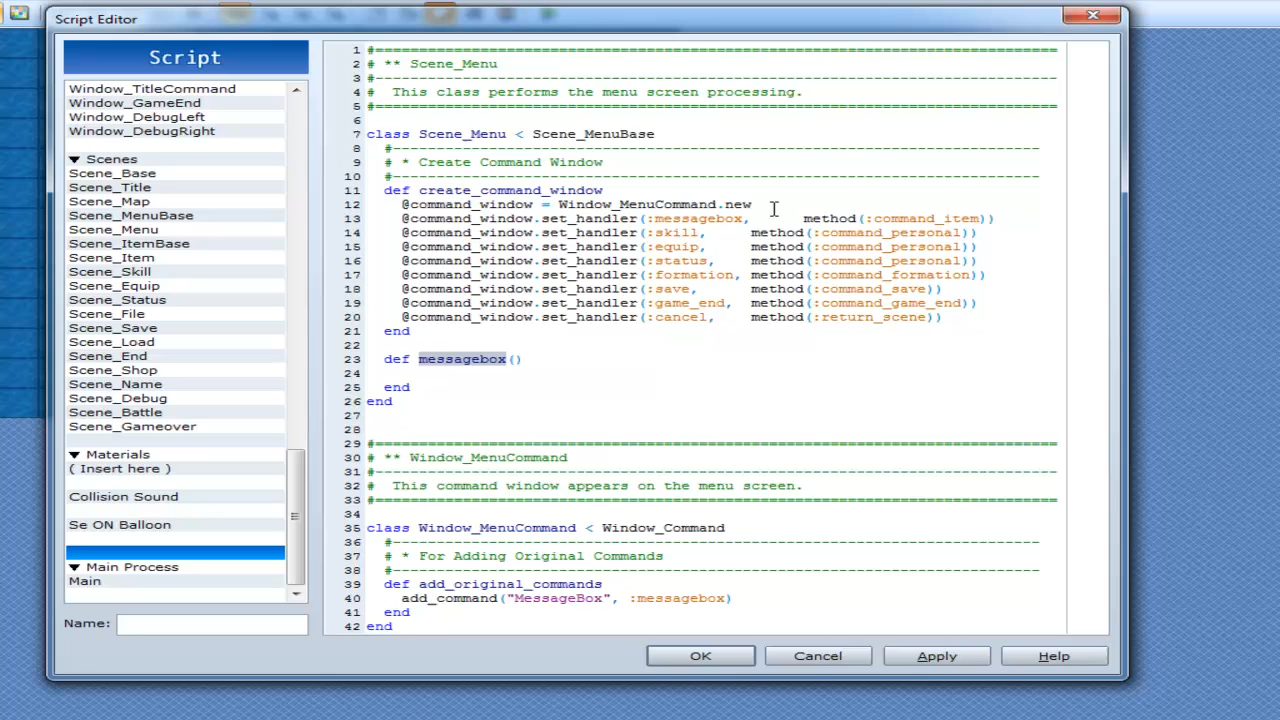 Script Editor
Script
Window_TitleCommand
Window_GameEnd
Window_DebugLeft
Window_DebugRight
▼ Scenes
Scene_Base
Scene_Title
Scene_Map
Scene_MenuBase
Scene_Menu
Scene_ItemBase
Scene_Item
Scene_Skill
Scene_Equip
Scene_Status
Scene_File
Scene_Save
Scene_Load
Scene_End
Scene_Shop
Scene_Name
Scene_Debug
Scene_Battle
Scene_Gameover
▼ Materials
( Insert here )
Collision Sound
Se ON Balloon
▼ Main Process
Main
Name:
1 #==============================================================================
2 # ** Scene_Menu
3 #------------------------------------------------------------------------------
4 #  This class performs the menu screen processing.
5 #==============================================================================
6
7 class Scene_Menu < Scene_MenuBase
8   #--------------------------------------------------------------------------
9   # * Create Command Window
10   #--------------------------------------------------------------------------
11   def create_command_window
12     @command_window = Window_MenuCommand.new
13     @command_window.set_handler(:messagebox,      method(:command_item))
14     @command_window.set_handler(:skill,     method(:command_personal))
15     @command_window.set_handler(:equip,     method(:command_personal))
16     @command_window.set_handler(:status,    method(:command_personal))
17     @command_window.set_handler(:formation, method(:command_formation))
18     @command_window.set_handler(:save,      method(:command_save))
19     @command_window.set_handler(:game_end,  method(:command_game_end))
20     @command_window.set_handler(:cancel,    method(:return_scene))
21   end
22
23   def messagebox()
24
25   end
26 end
27
28
29 #==============================================================================
30 # ** Window_MenuCommand
31 #------------------------------------------------------------------------------
32 #  This command window appears on the menu screen.
33 #==============================================================================
34
35 class Window_MenuCommand < Window_Command
36   #--------------------------------------------------------------------------
37   # * For Adding Original Commands
38   #--------------------------------------------------------------------------
39   def add_original_commands
40     add_command("MessageBox", :messagebox)
41   end
42 end
OK
Cancel
Apply
Help